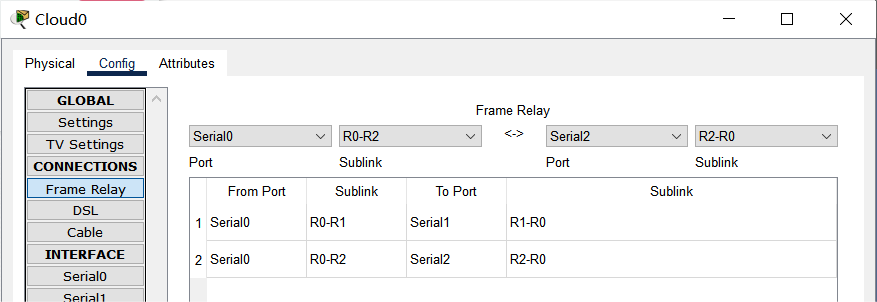 Cloud0
Physical Config Attributes
GLOBAL
Settings
TV Settings
CONNECTIONS
Frame Relay
DSL
Cable
INTERFACE
Serial0
Serial1
Frame Relay
Serial0 R0-R2 <-> Serial2 R2-R0
Port Sublink Port Sublink
From Port Sublink To Port Sublink
1 Serial0 R0-R1 Serial1 R1-R0
2 Serial0 R0-R2 Serial2 R2-R0